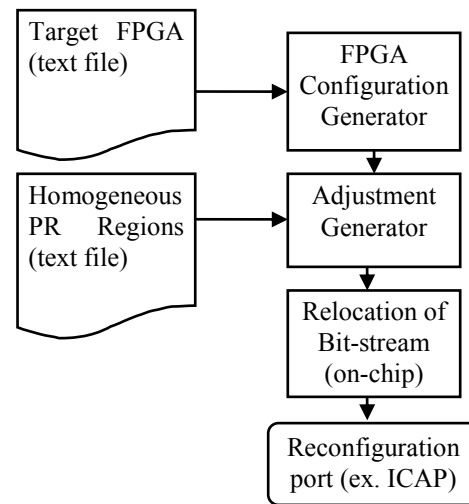 Target FPGA
(text file)
FPGA
Configuration
Generator
Homogeneous
PR Regions
(text file)
Adjustment
Generator
Relocation of
Bit-stream
(on-chip)
Reconfiguration
port (ex. ICAP)